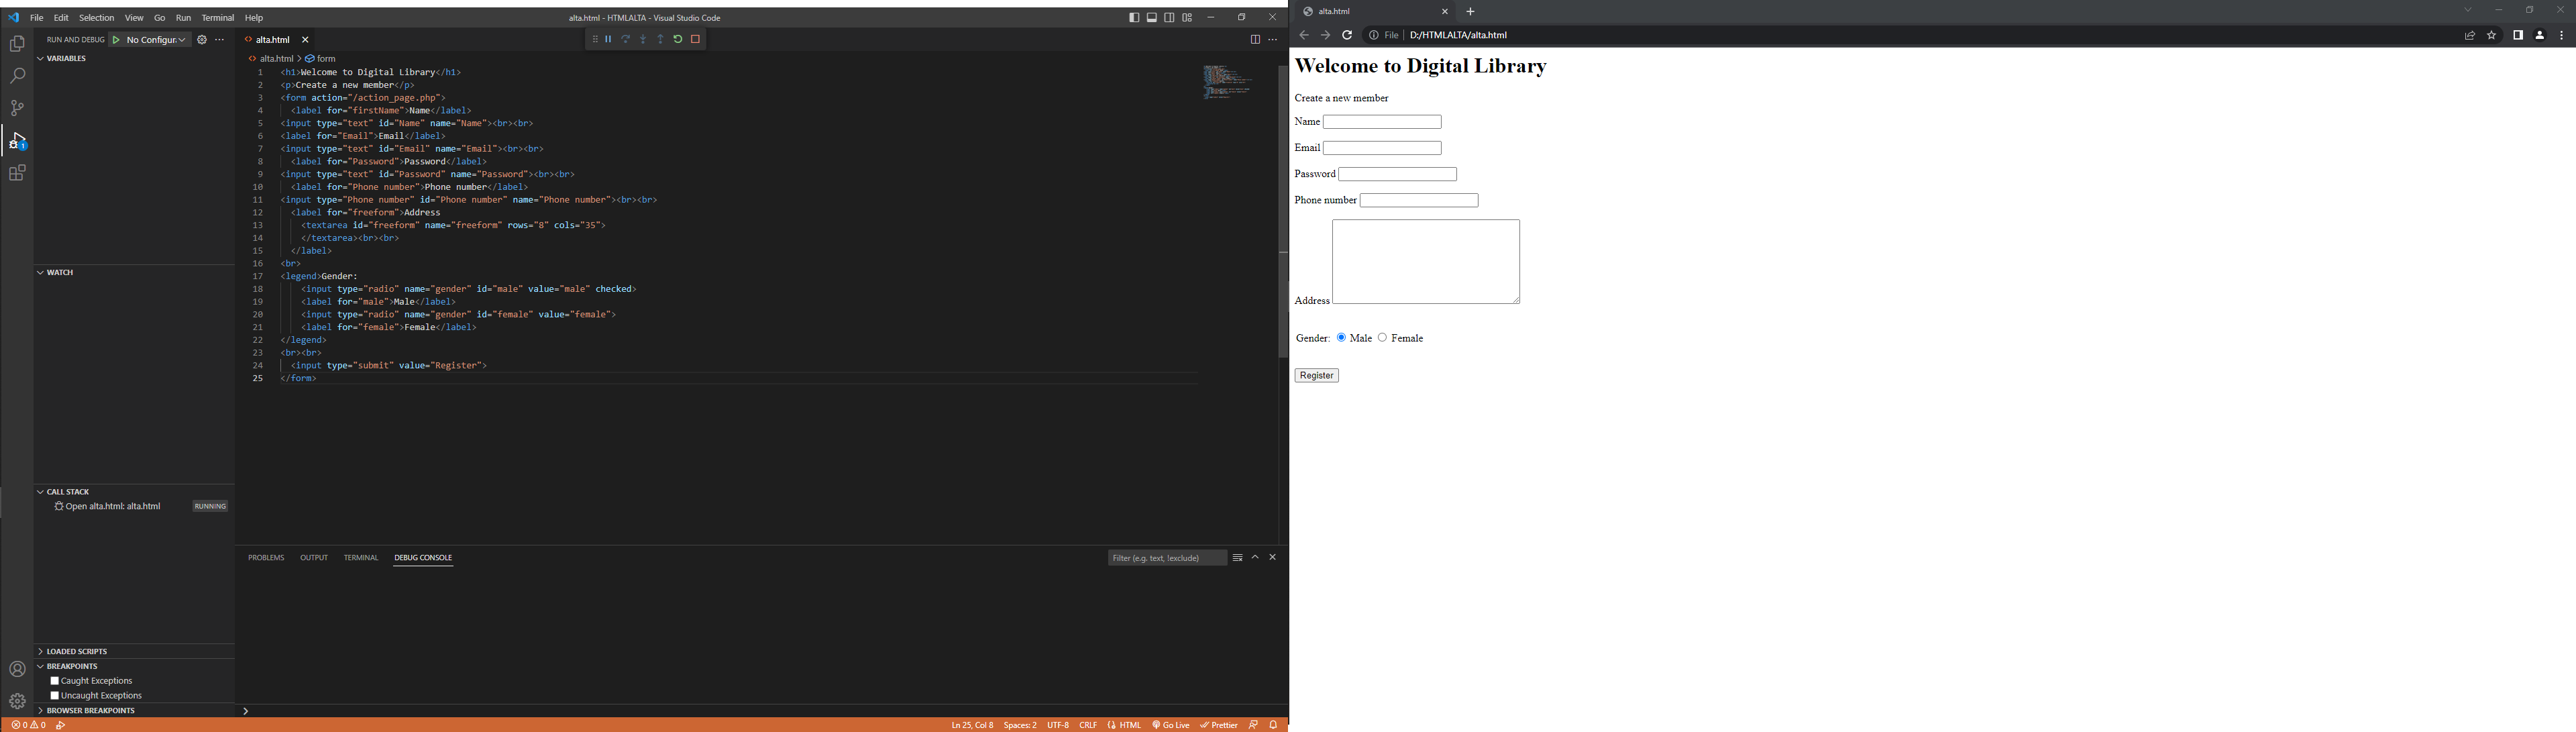 File Edit Selection View Go Run Terminal Help
alta.html - HTMLALTA - Visual Studio Code
RUN AND DEBUG No Configur
VARIABLES
WATCH
CALL STACK
Open alta.html: alta.html RUNNING
LOADED SCRIPTS
BREAKPOINTS
Caught Exceptions
Uncaught Exceptions
BROWSER BREAKPOINTS
1
alta.html
alta.html > form
1 <h1>Welcome to Digital Library</h1>
2 <p>Create a new member</p>
3 <form action="/action_page.php">
4 <label for="firstName">Name</label>
5 <input type="text" id="Name" name="Name"><br><br>
6 <label for="Email">Email</label>
7 <input type="text" id="Email" name="Email"><br><br>
8 <label for="Password">Password</label>
9 <input type="text" id="Password" name="Password"><br><br>
10 <label for="Phone number">Phone number</label>
11 <input type="Phone number" id="Phone number" name="Phone number"><br><br>
12 <label for="freeform">Address
13 <textarea id="freeform" name="freeform" rows="8" cols="35">
14 </textarea><br><br>
15 </label>
16 <br>
17 <legend>Gender:
18 <input type="radio" name="gender" id="male" value="male" checked>
19 <label for="male">Male</label>
20 <input type="radio" name="gender" id="female" value="female">
21 <label for="female">Female</label>
22 </legend>
23 <br><br>
24 <input type="submit" value="Register">
25 </form>
PROBLEMS OUTPUT TERMINAL DEBUG CONSOLE
Filter (e.g. text, !exclude)
0 0
Ln 25, Col 8 Spaces: 2 UTF-8 CRLF HTML Go Live Prettier
alta.html
File D:/HTMLALTA/alta.html
Welcome to Digital Library
Create a new member
Name
Email
Password
Phone number
Address
Gender: Male Female
Register